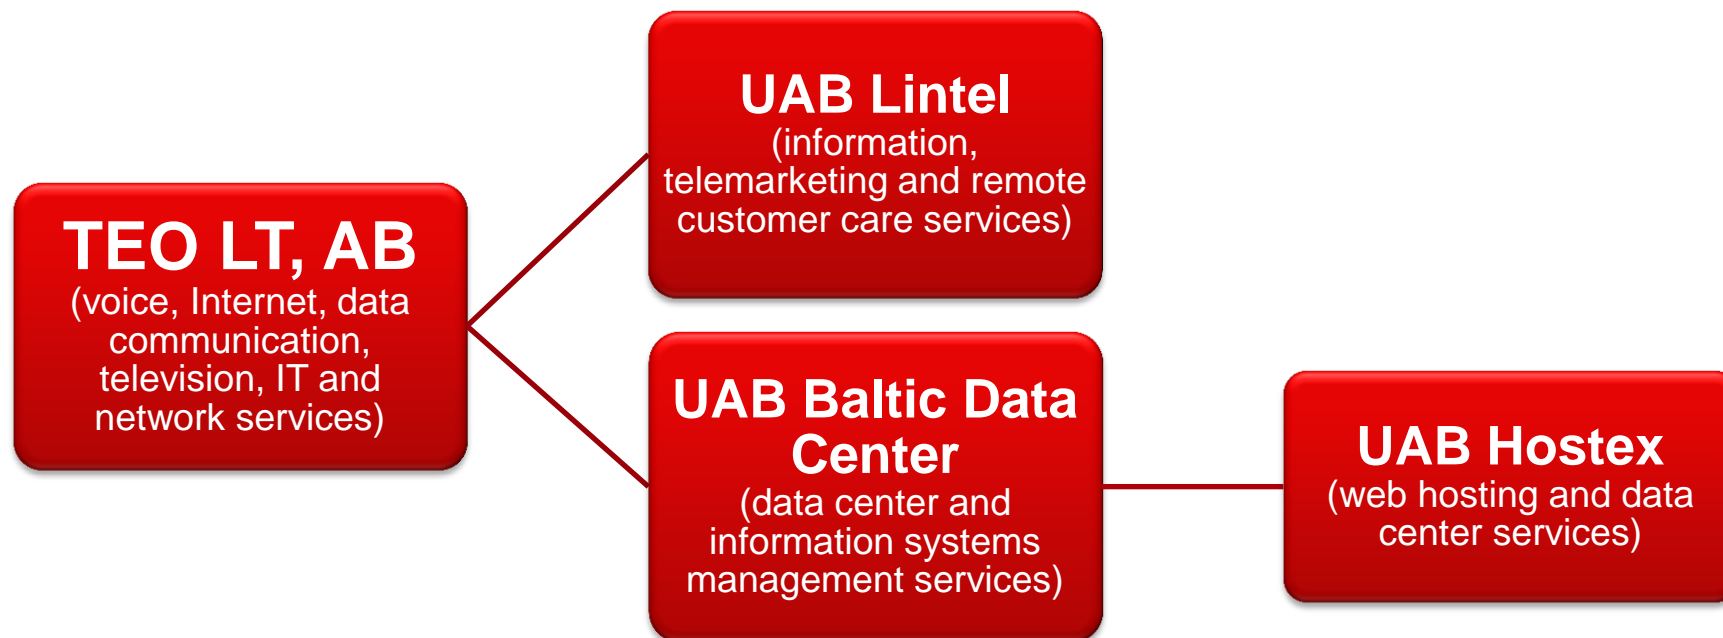 TEO LT, AB
(voice, Internet, data
communication,
television, IT and
network services)
UAB Lintel
(information,
telemarketing and remote
customer care services)
UAB Baltic Data
Center
(data center and
information systems
management services)
UAB Hostex
(web hosting and data
center services)